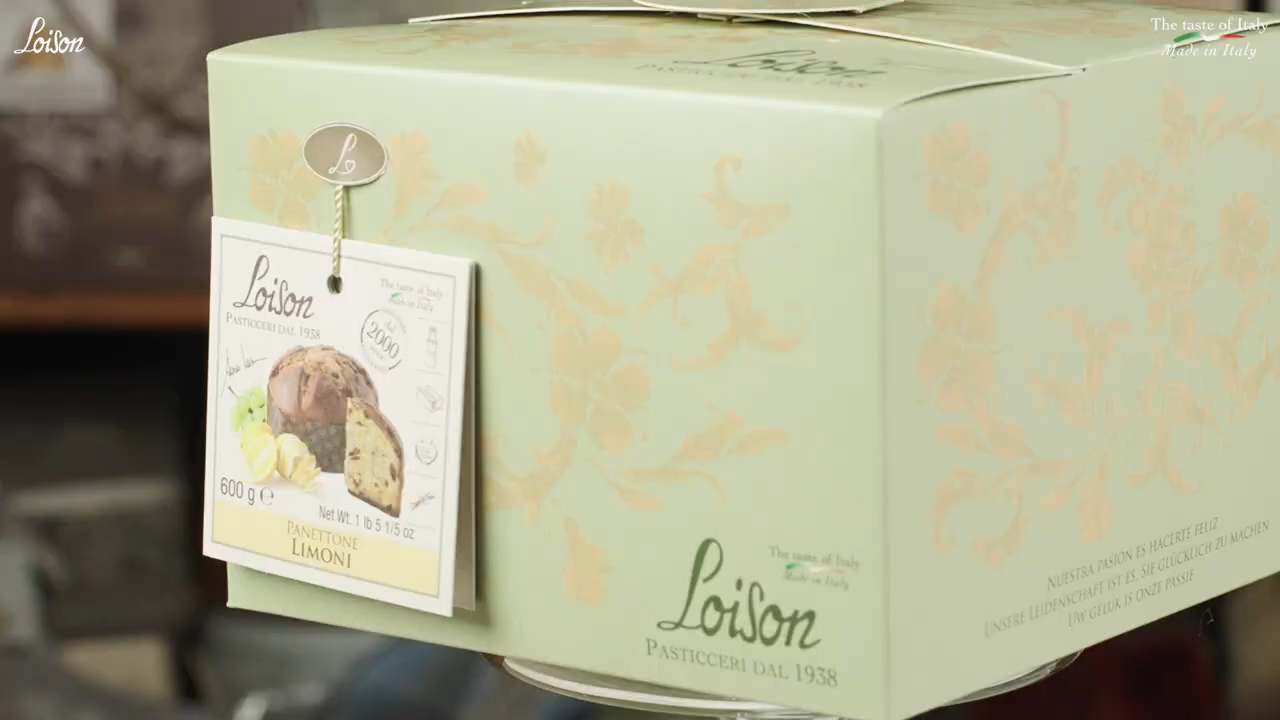 Loison
The taste of Italy
Made in Italy
Loison
PASTICCERI DAL 1938
L
Loison
PASTICCERI DAL 1938
The taste of Italy
Made in Italy
dal
2000
600 g e
Net Wt. 1 lb 5 1/5 oz
PANETTONE
LIMONI
The taste of Italy
Made in Italy
Loison
PASTICCERI DAL 1938
NUESTRA PASIÓN ES HACERTE FELIZ
UNSERE LEIDENSCHAFT IST ES, SIE GLÜCKLICH ZU MACHEN
UW GELUK IS ONZE PASSIE